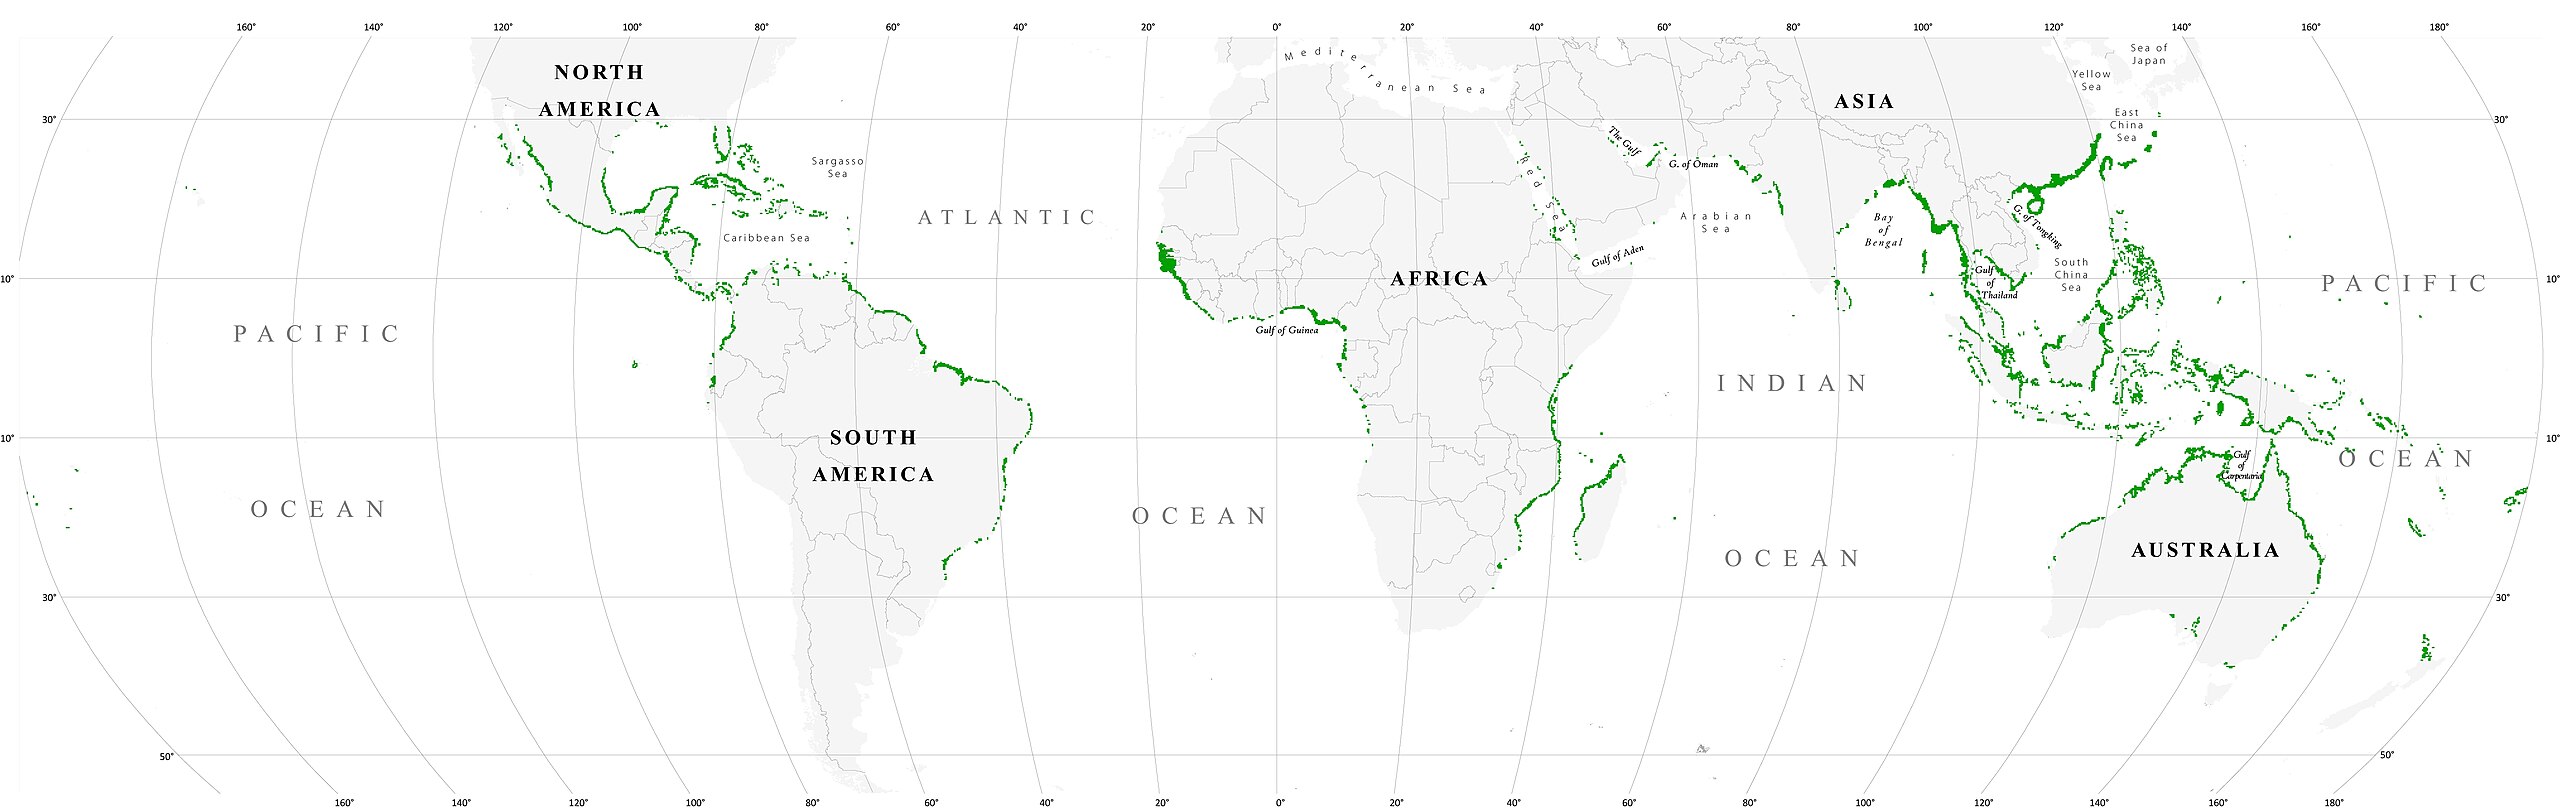 160° 140° 120° 100° 80° 60° 40° 20° 0° 20° 40° 60° 80° 100° 120° 140° 160° 180°
Mediterranean Sea
Sea of
Japan
NORTH
AMERICA
Yellow
Sea
ASIA
East
China
Sea
30°
30°
The Gulf
G. of Oman
Sargasso
Sea
Red Sea
ATLANTIC
Arabian
Sea
Bay
of
Bengal
G. of Tongking
Caribbean Sea
Gulf of Aden
10°
10°
AFRICA
Gulf
of
Thailand
South
China
Sea
PACIFIC
PACIFIC
Gulf of Guinea
INDIAN
10°
10°
SOUTH
AMERICA
Gulf
of
Carpentaria
OCEAN
OCEAN
OCEAN
OCEAN
AUSTRALIA
30°
30°
50°
50°
160° 140° 120° 100° 80° 60° 40° 20° 0° 20° 40° 60° 80° 100° 120° 140° 160° 180°